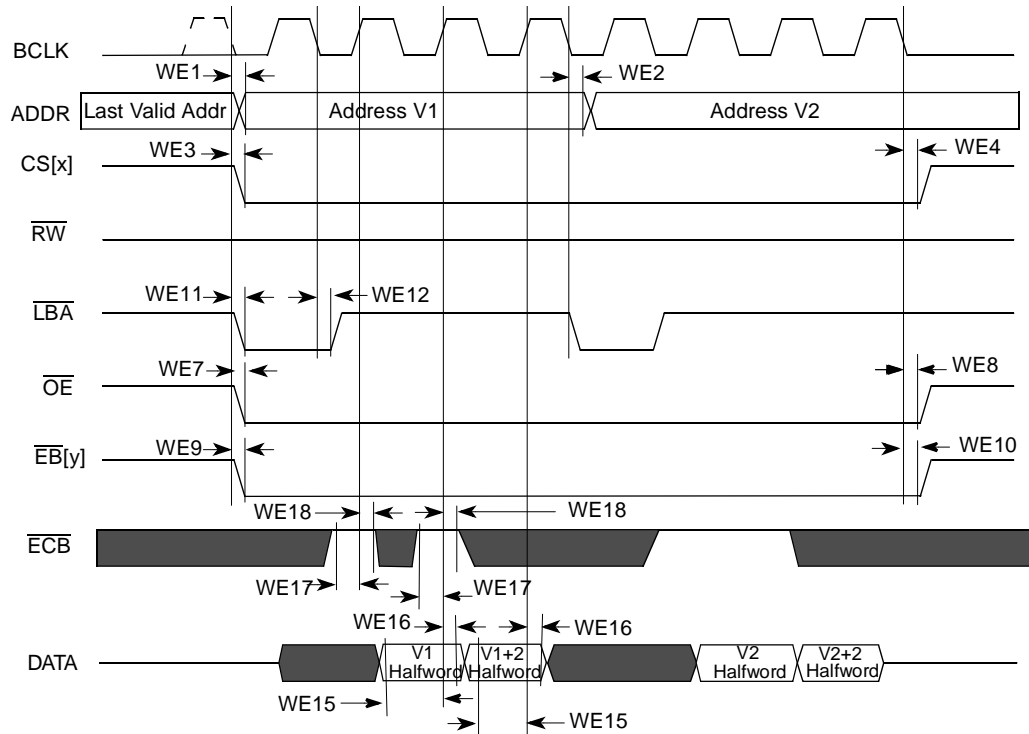 BCLK
WE1
WE2
ADDR
Last Valid Addr
Address V1
Address V2
WE3
WE4
CS[x]
RW
WE11
WE12
LBA
WE7
WE8
OE
WE9
WE10
EB[y]
WE18
WE18
ECB
WE17
WE17
WE16
WE16
DATA
V1
Halfword
V1+2
Halfword
V2
Halfword
V2+2
Halfword
WE15
WE15